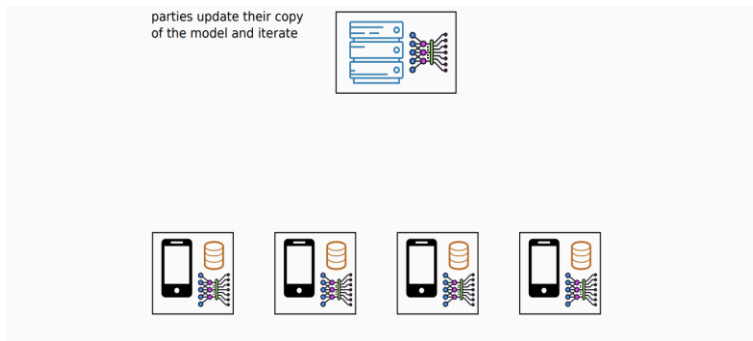 parties update their copy
of the model and iterate